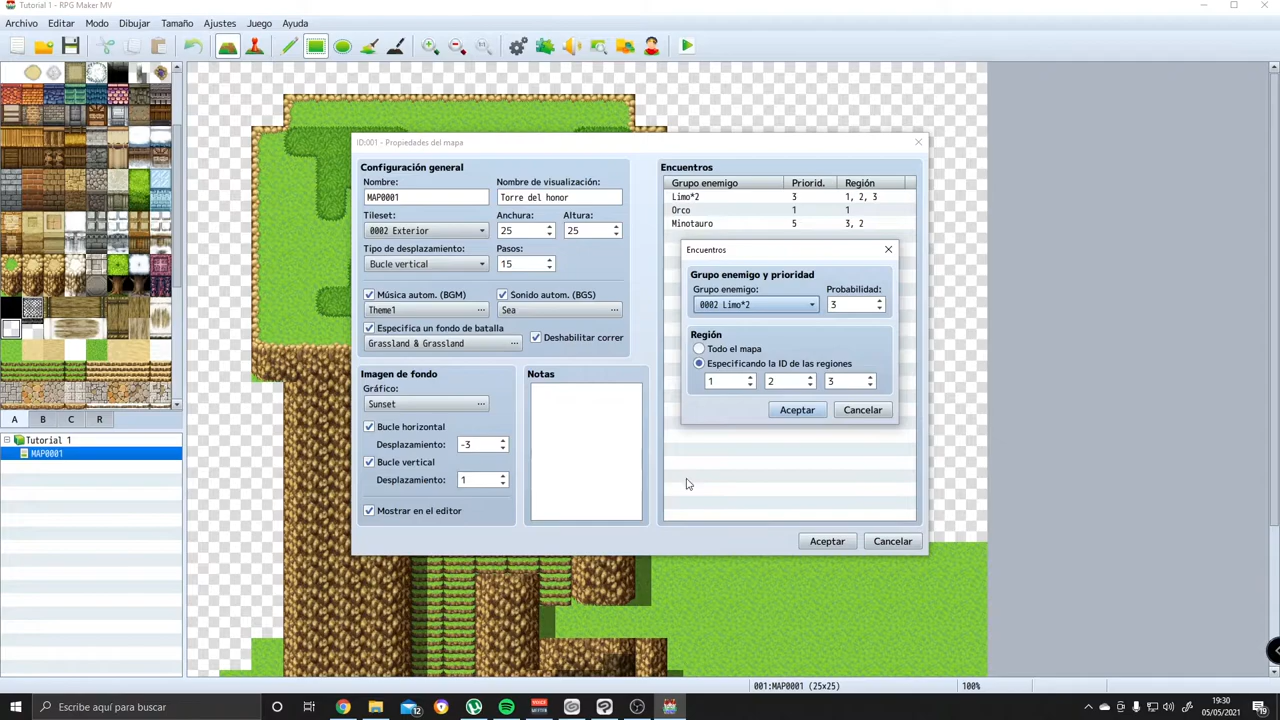 Tutorial 1 - RPG Maker MV
Archivo Editar Modo Dibujar Tamaño Ajustes Juego Ayuda
ID:001 - Propiedades del mapa
Configuración general
Nombre: Nombre de visualización:
MAP0001 Torre del honor
Tileset: Anchura: Altura:
0002 Exterior 25 25
Tipo de desplazamiento: Pasos:
Bucle vertical 15
Música autom. (BGM) Sonido autom. (BGS)
Theme1 ... Sea ...
Especifica un fondo de batalla
Grassland & Grassland ... Deshabilitar correr
Imagen de fondo
Gráfico:
Sunset ...
Bucle horizontal
Desplazamiento: -3
Bucle vertical
Desplazamiento: 1
Mostrar en el editor
Notas
Encuentros
Grupo enemigo Priorid. Región
Limo*2 3 1, 2, 3
Orco 1 1
Minotauro 5 3, 2
Encuentros
Grupo enemigo y prioridad
Grupo enemigo: Probabilidad:
0002 Limo*2 3
Región
Todo el mapa
Especificando la ID de las regiones
1 2 3
Aceptar Cancelar
Aceptar Cancelar
A B C R
Tutorial 1
MAP0001
001:MAP0001 (25x25) 100%
Escribe aquí para buscar
12
19:30
05/05/2021